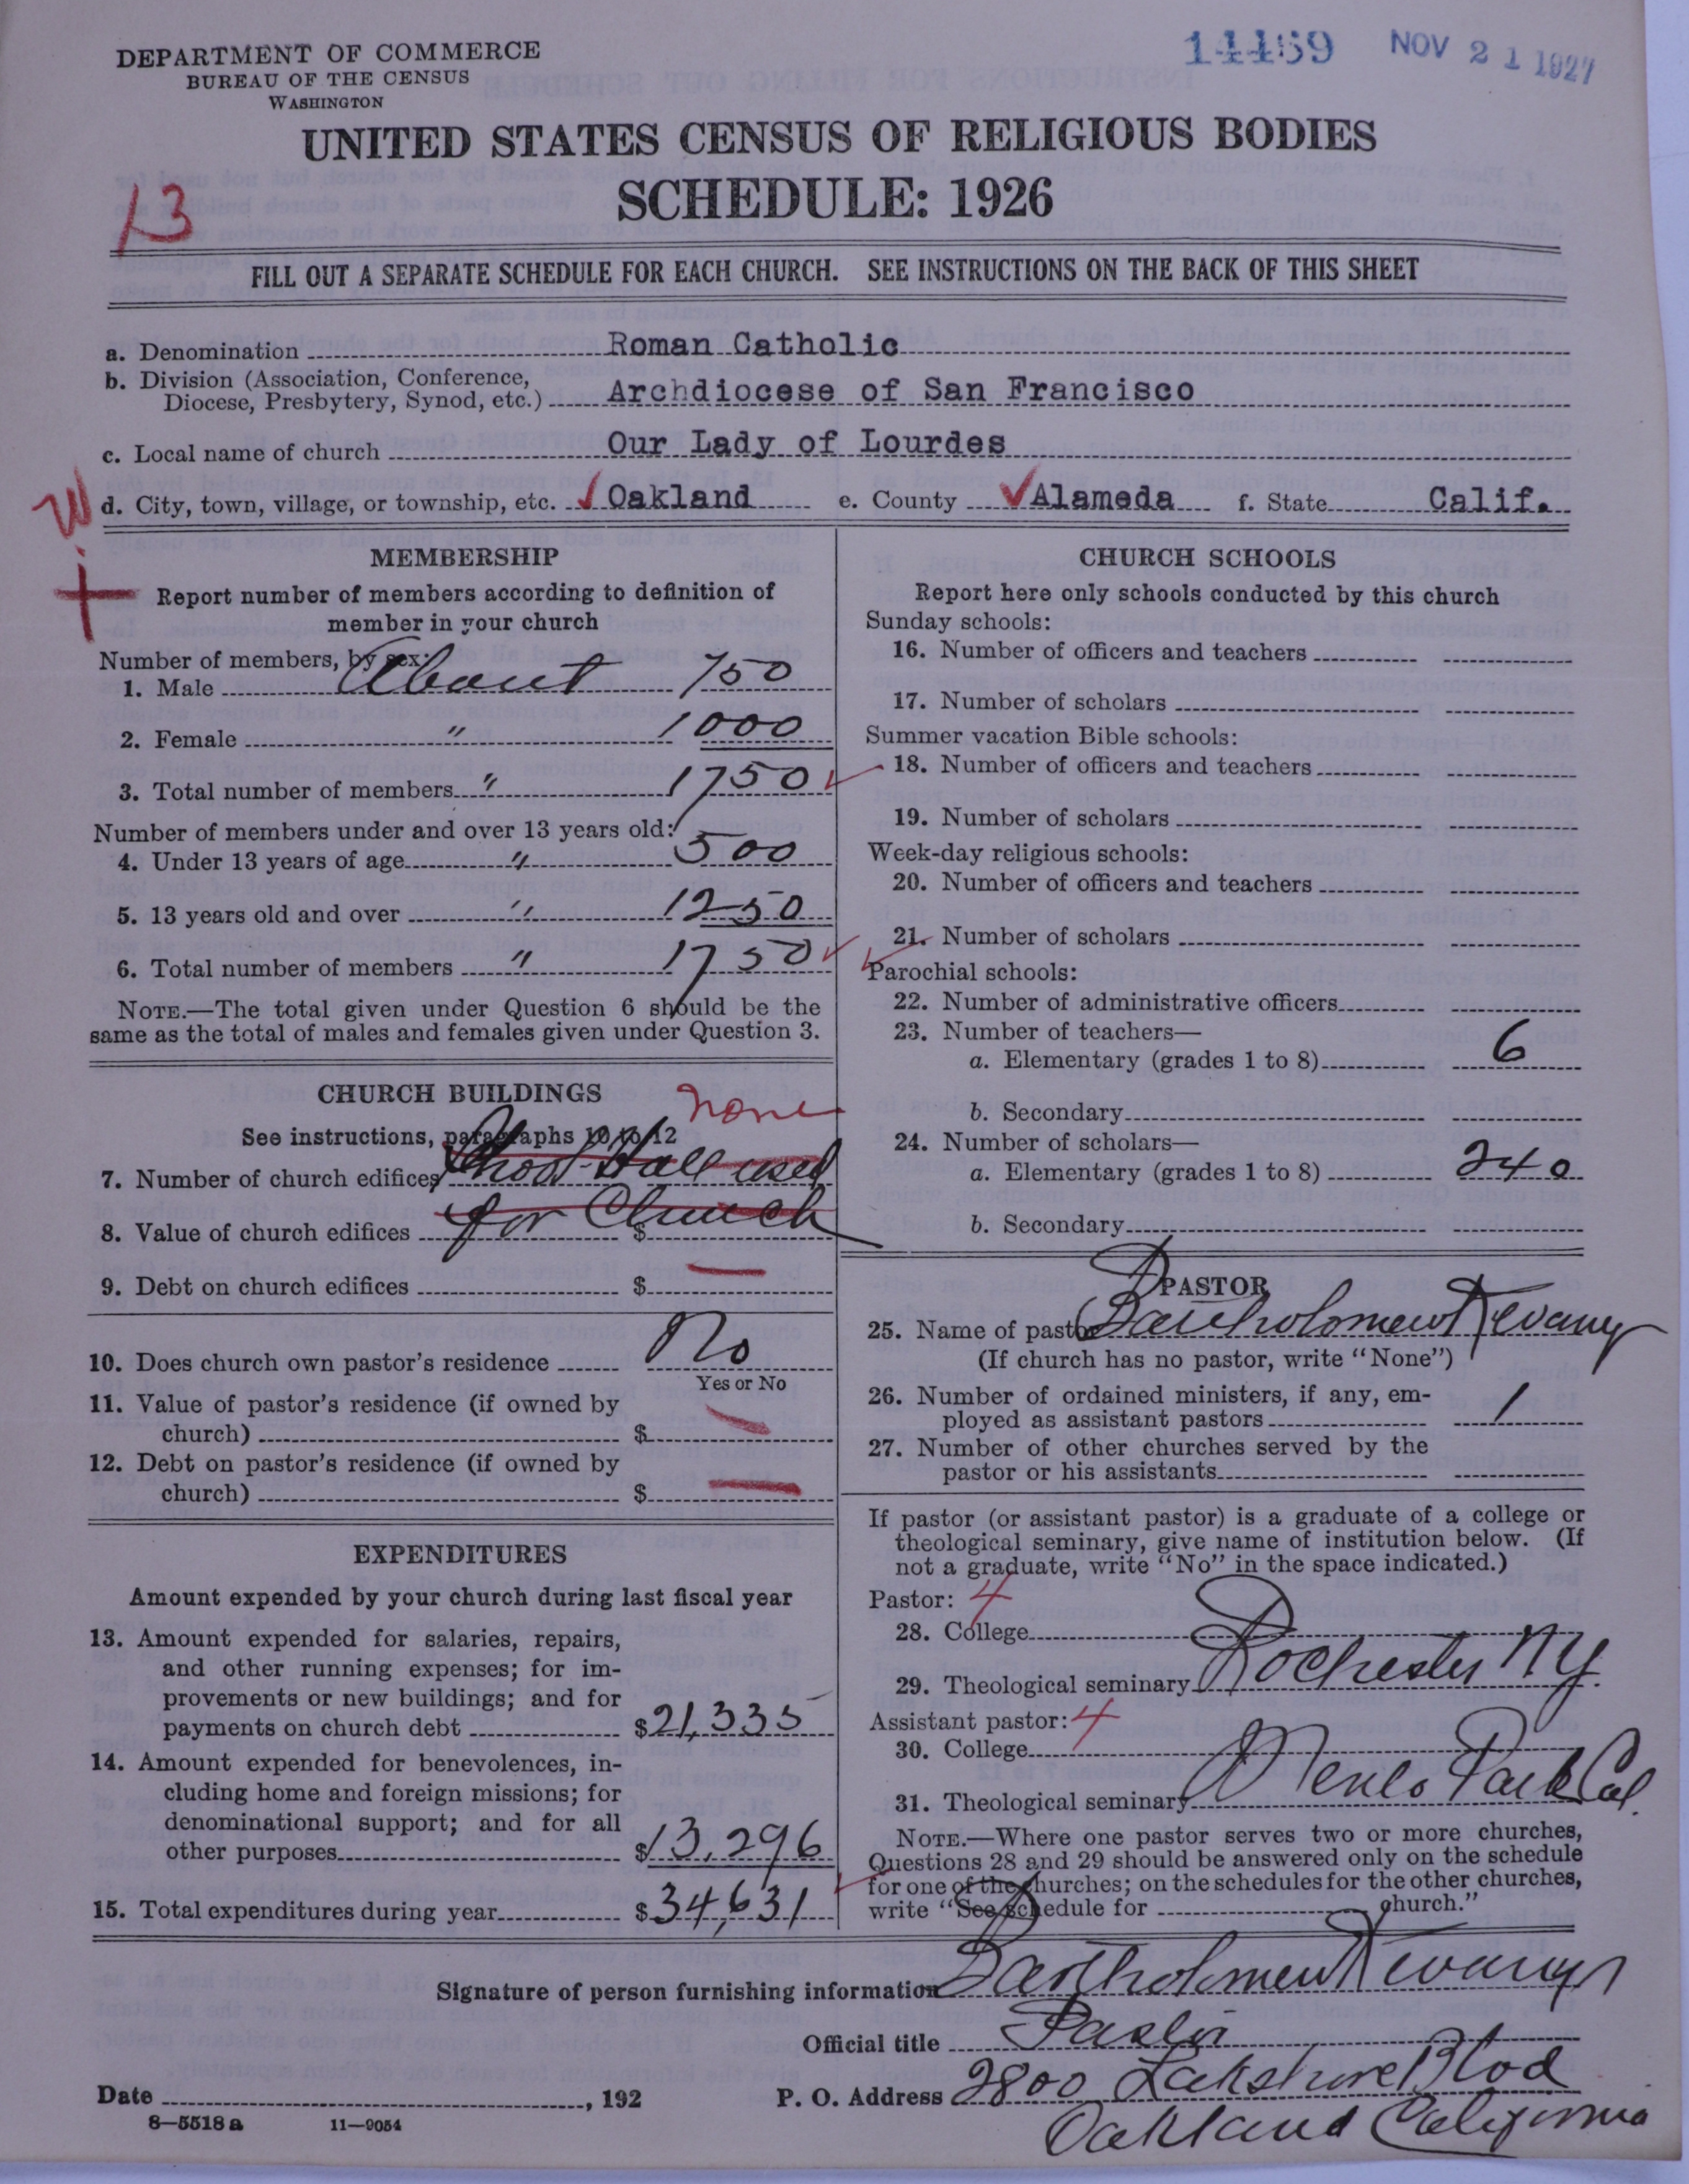 DEPARTMENT OF COMMERCE
BUREAU OF THE CENSUS
WASHINGTON
14459 NOV 21 1927
UNITED STATES CENSUS OF RELIGIOUS BODIES
SCHEDULE: 1926
13
FILL OUT A SEPARATE SCHEDULE FOR EACH CHURCH. SEE INSTRUCTIONS ON THE BACK OF THIS SHEET
a. Denomination Roman Catholic
b. Division (Association, Conference,
Diocese, Presbytery, Synod, etc.) Archdiocese of San Francisco
c. Local name of church Our Lady of Lourdes
d. City, town, village, or township, etc. Oakland e. County Alameda f. State Calif.
MEMBERSHIP
Report number of members according to definition of
member in your church
Number of members, by sex:
1. Male About 750
2. Female " 1000
3. Total number of members " 1750
Number of members under and over 13 years old:
4. Under 13 years of age " 500
5. 13 years old and over " 1250
6. Total number of members " 1750
NOTE.—The total given under Question 6 should be the
same as the total of males and females given under Question 3.
CHURCH BUILDINGS
none
See instructions, paragraphs 10 to 12
7. Number of church edifices School Hall used
8. Value of church edifices for Church $
9. Debt on church edifices $
10. Does church own pastor's residence No
Yes or No
11. Value of pastor's residence (if owned by
church) $
12. Debt on pastor's residence (if owned by
church) $
EXPENDITURES
Amount expended by your church during last fiscal year
13. Amount expended for salaries, repairs,
and other running expenses; for im-
provements or new buildings; and for
payments on church debt $21,335
14. Amount expended for benevolences, in-
cluding home and foreign missions; for
denominational support; and for all
other purposes $13,296
15. Total expenditures during year $34,631
CHURCH SCHOOLS
Report here only schools conducted by this church
Sunday schools:
16. Number of officers and teachers
17. Number of scholars
Summer vacation Bible schools:
18. Number of officers and teachers
19. Number of scholars
Week-day religious schools:
20. Number of officers and teachers
21. Number of scholars
Parochial schools:
22. Number of administrative officers
23. Number of teachers—
a. Elementary (grades 1 to 8) 6
b. Secondary
24. Number of scholars—
a. Elementary (grades 1 to 8) 240
b. Secondary
PASTOR
25. Name of pastor Bartholomew Kevany
(If church has no pastor, write "None")
26. Number of ordained ministers, if any, em-
ployed as assistant pastors 1
27. Number of other churches served by the
pastor or his assistants
If pastor (or assistant pastor) is a graduate of a college or
theological seminary, give name of institution below. (If
not a graduate, write "No" in the space indicated.)
Pastor: 4
28. College
29. Theological seminary Rochester NY.
Assistant pastor: 4
30. College
31. Theological seminary Menlo Park Cal.
NOTE.—Where one pastor serves two or more churches,
Questions 28 and 29 should be answered only on the schedule
for one of the churches; on the schedules for the other churches,
write "See schedule for church."
Signature of person furnishing information Bartholomew Kevany
Official title Pastor
Date , 192 P. O. Address 2800 Lakshore Blod
Oakland California
8—5518 a 11—9054